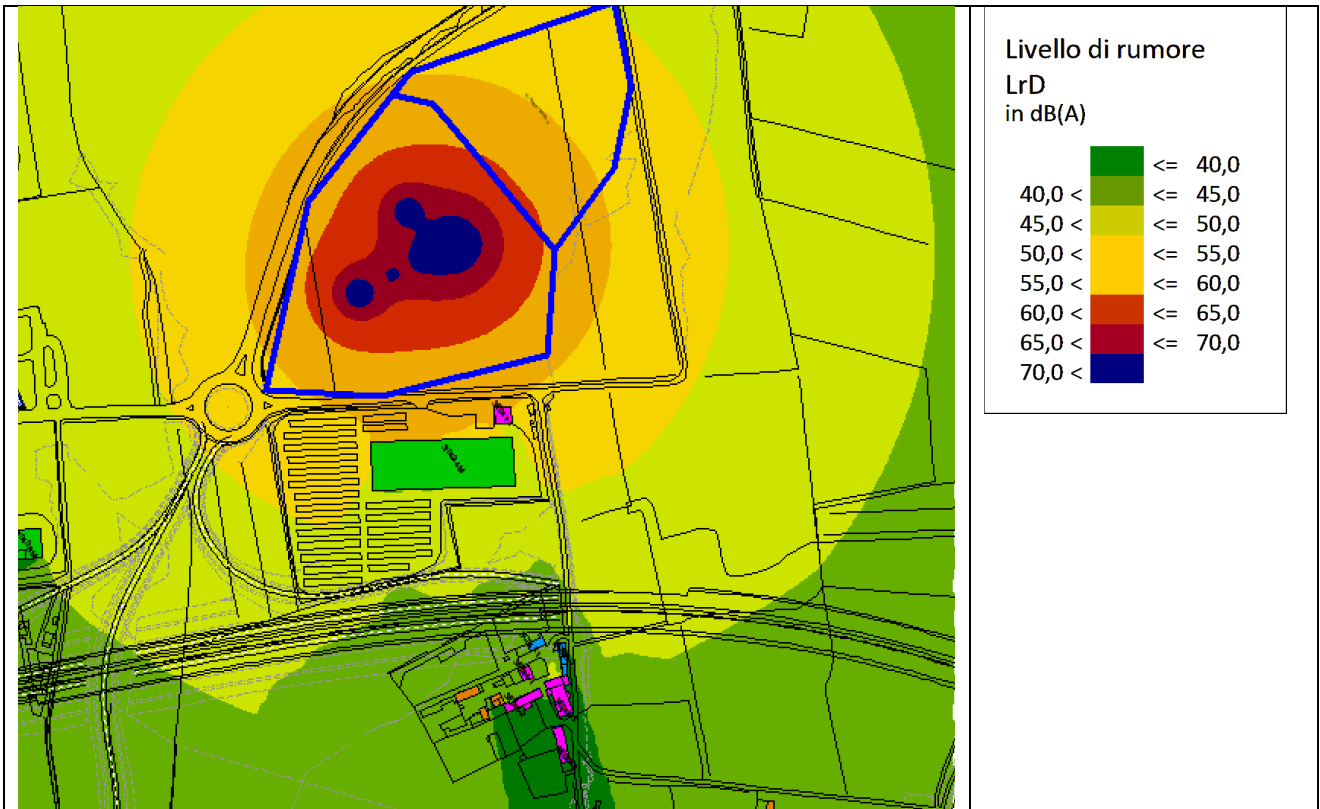 Livello di rumore
LrD
in dB(A)
<= 40,0
40,0 < <= 45,0
45,0 < <= 50,0
50,0 < <= 55,0
55,0 < <= 60,0
60,0 < <= 65,0
65,0 < <= 70,0
70,0 <